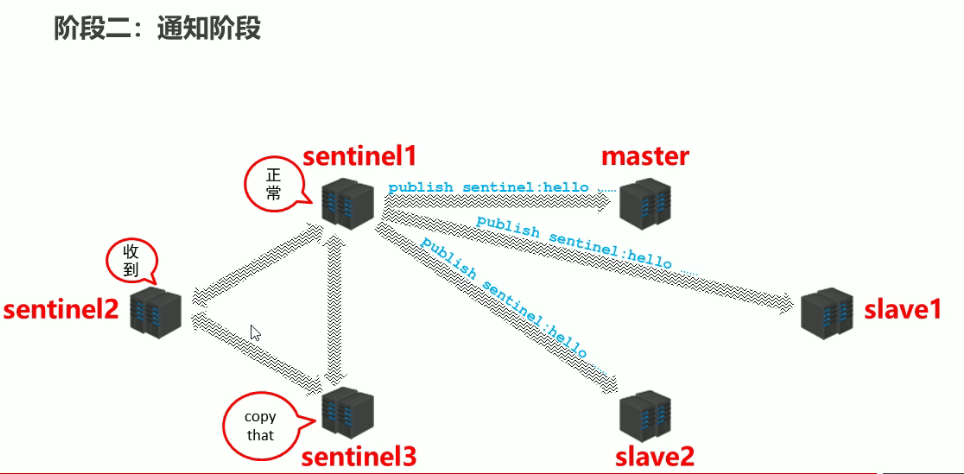 阶段二：通知阶段
sentinel1
master
正
常
publish sentinel:hello ......
publish sentinel:hello ......
publish sentinel:hello ......
收
到
sentinel2
slave1
copy
that
sentinel3
slave2